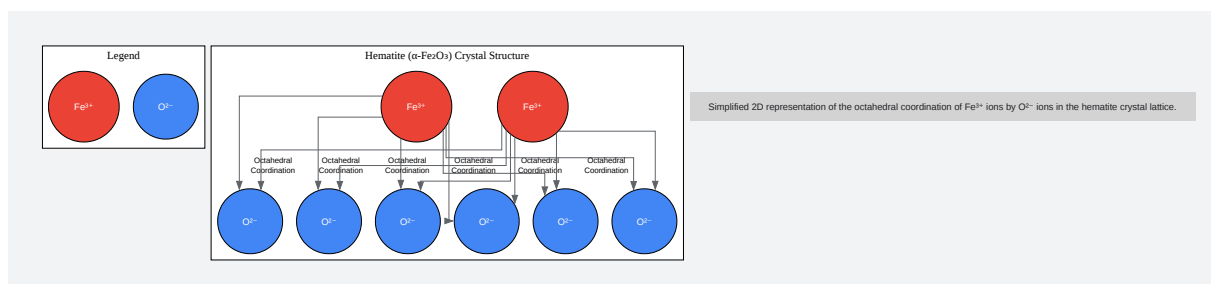 Legend
Fe³⁺
O²⁻
Hematite (α-Fe₂O₃) Crystal Structure
Fe³⁺
Fe³⁺
Octahedral
Coordination
Octahedral
Coordination
Octahedral
Coordination
Octahedral
Coordination
Octahedral
Coordination
Octahedral
Coordination
O²⁻
O²⁻
O²⁻
O²⁻
O²⁻
O²⁻
Simplified 2D representation of the octahedral coordination of Fe³⁺ ions by O²⁻ ions in the hematite crystal lattice.